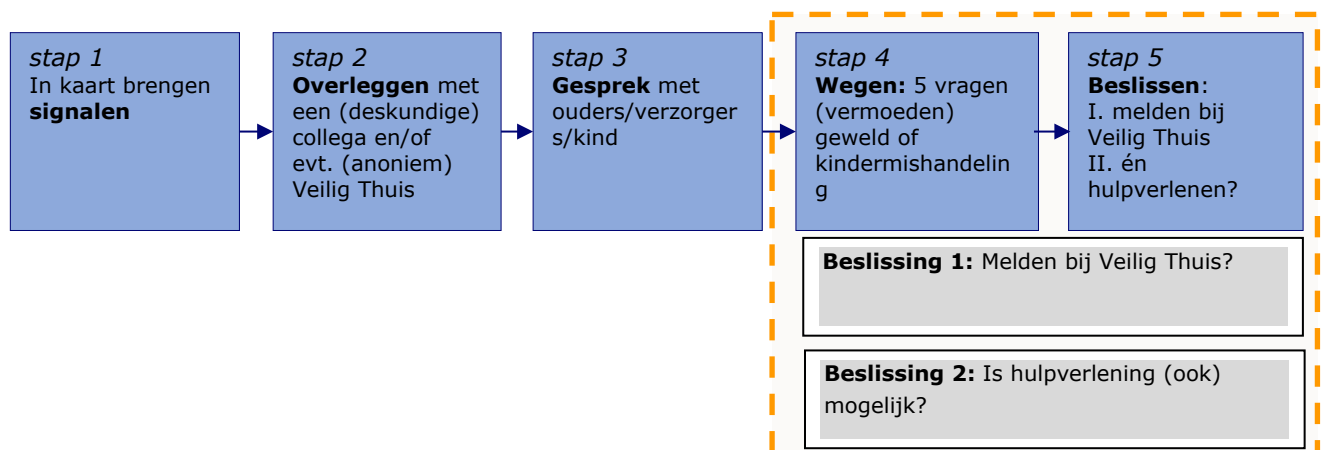 stap 1
In kaart brengen
signalen
stap 2
Overleggen met
een (deskundige)
collega en/of
evt. (anoniem)
Veilig Thuis
stap 3
Gesprek met
ouders/verzorger
s/kind
stap 4
Wegen: 5 vragen
(vermoeden)
geweld of
kindermishandelin
g
stap 5
Beslissen:
I. melden bij
Veilig Thuis
II. én
hulpverlenen?
Beslissing 1: Melden bij Veilig Thuis?
Beslissing 2: Is hulpverlening (ook)
mogelijk?